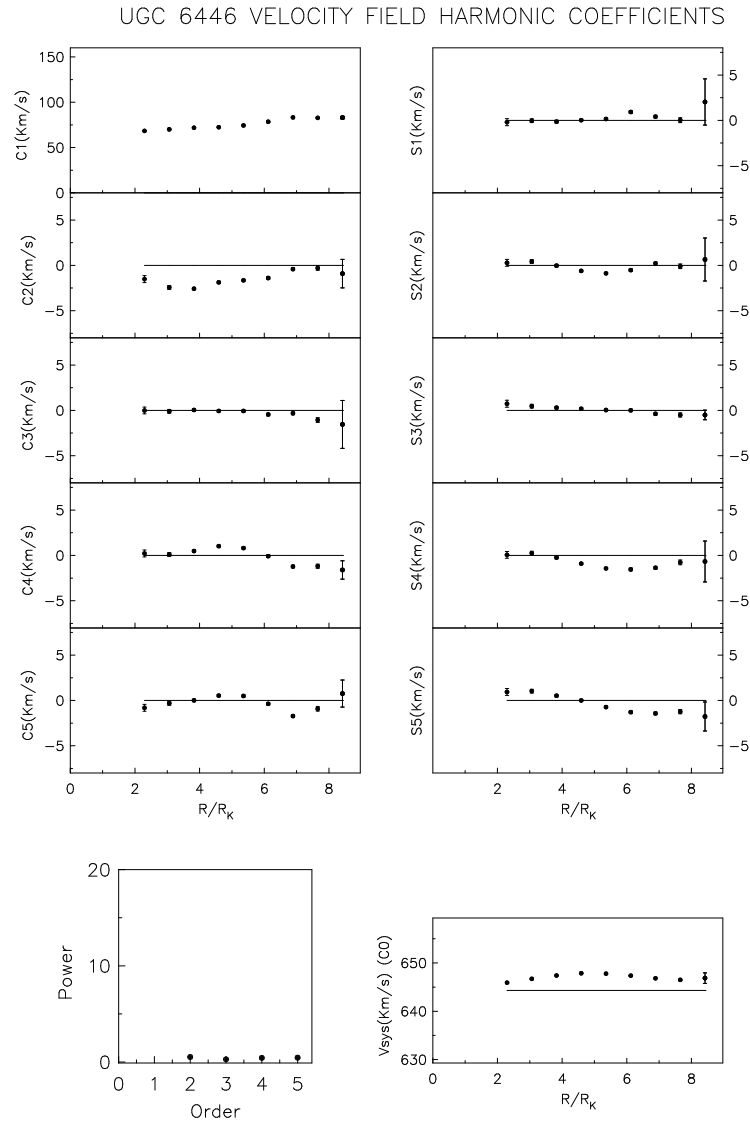 UGC 6446 VELOCITY FIELD HARMONIC COEFFICIENTS
150
100
50
0
C1(Km/s)
5
0
−5
S1(Km/s)
5
0
−5
C2(Km/s)
5
0
−5
S2(Km/s)
5
0
−5
C3(Km/s)
5
0
−5
S3(Km/s)
5
0
−5
C4(Km/s)
5
0
−5
S4(Km/s)
5
0
−5
C5(Km/s)
0 2 4 6 8
R/RK
5
0
−5
S5(Km/s)
0 2 4 6 8
R/RK
20
10
0
Power
0 1 2 3 4 5
Order
650
640
630
Vsys(Km/s) (C0)
0 2 4 6 8
R/RK